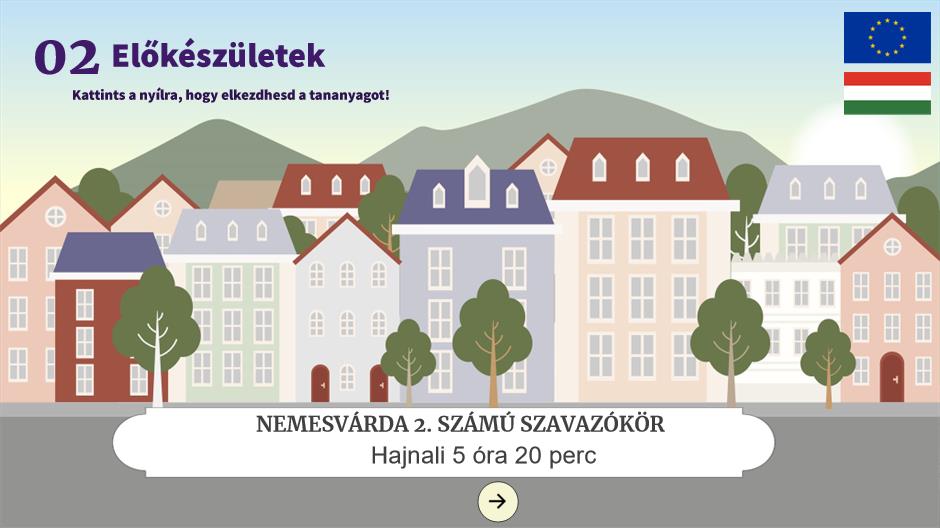 02 Előkészületek
Kattints a nyílra, hogy elkezdhesd a tananyagot!
NEMESVÁRDA 2. SZÁMÚ SZAVAZÓKÖR
Hajnali 5 óra 20 perc